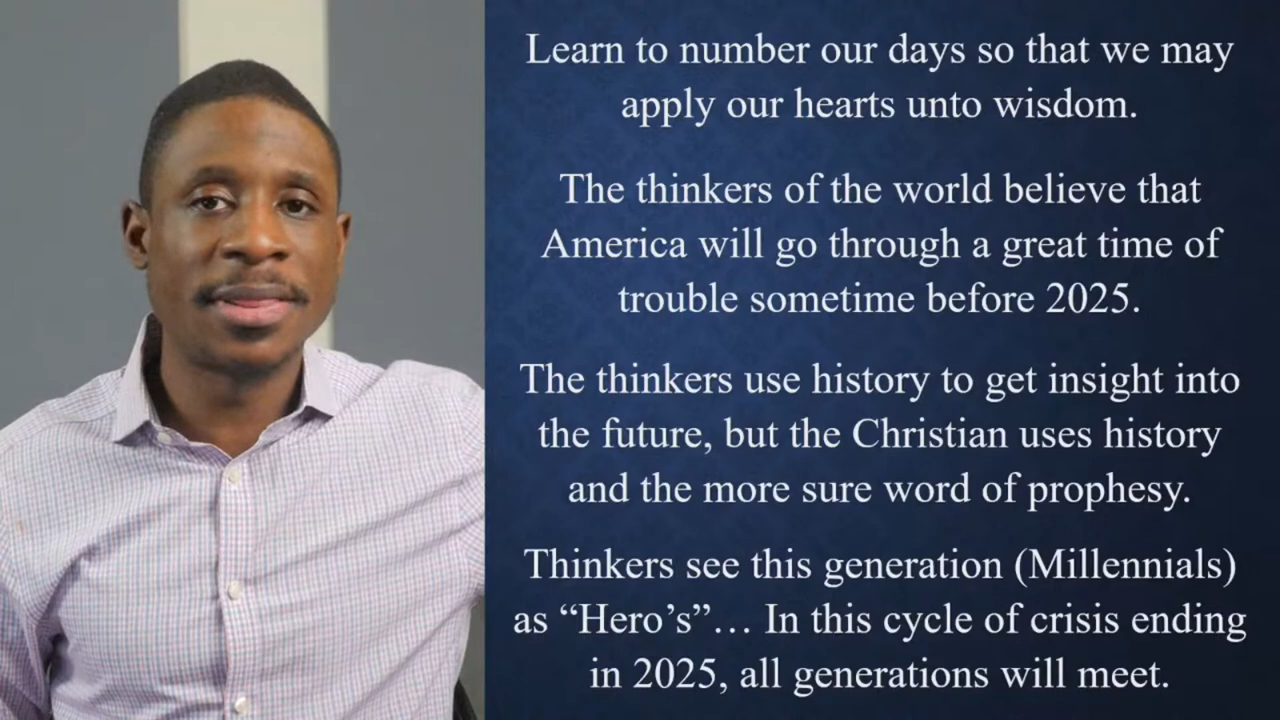 Learn to number our days so that we may
apply our hearts unto wisdom.
The thinkers of the world believe that
America will go through a great time of
trouble sometime before 2025.
The thinkers use history to get insight into
the future, but the Christian uses history
and the more sure word of prophesy.
Thinkers see this generation (Millennials)
as “Hero’s”… In this cycle of crisis ending
in 2025, all generations will meet.